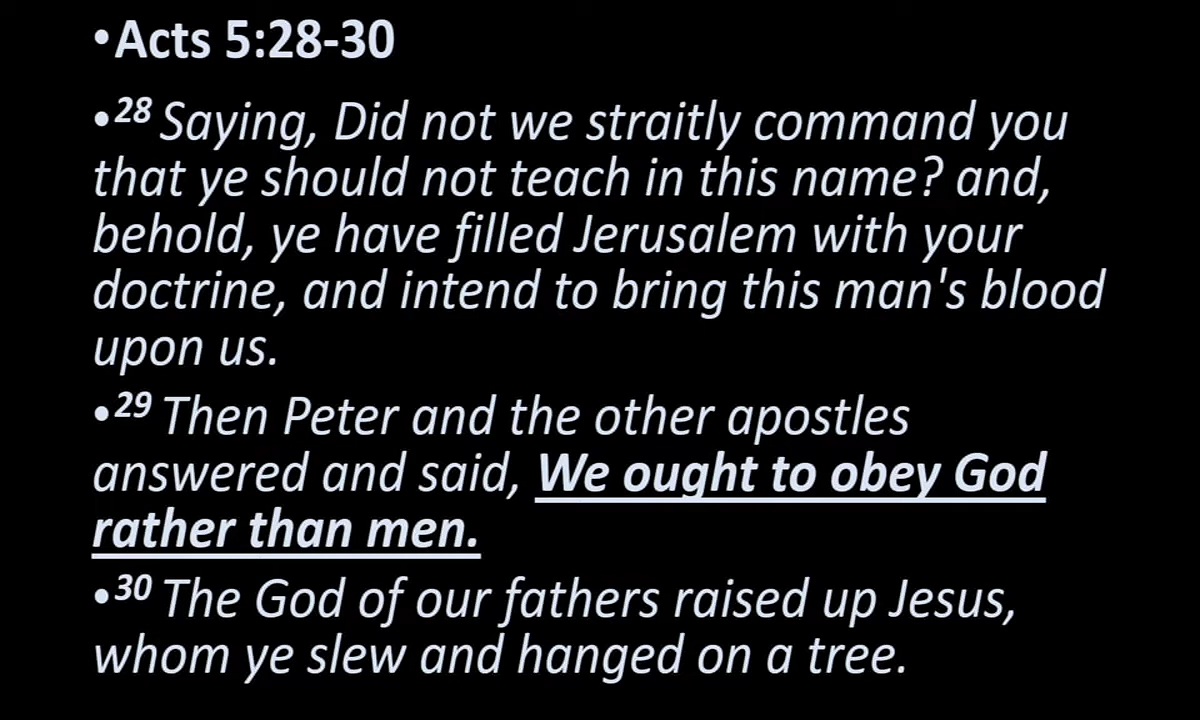 •Acts 5:28-30
•28 Saying, Did not we straitly command you
that ye should not teach in this name? and,
behold, ye have filled Jerusalem with your
doctrine, and intend to bring this man's blood
upon us.
•29 Then Peter and the other apostles
answered and said, We ought to obey God
rather than men.
•30 The God of our fathers raised up Jesus,
whom ye slew and hanged on a tree.